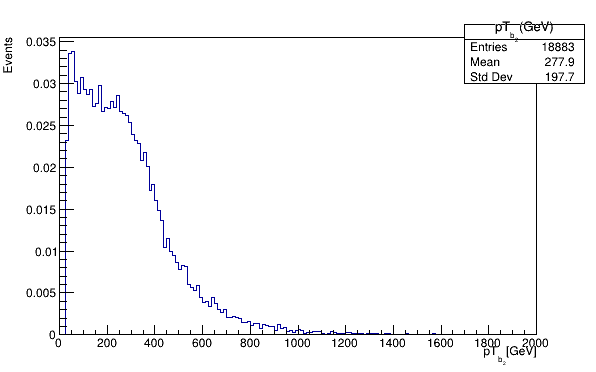 pT_b₂(GeV)
Entries 18883
Mean 277.9
Std Dev 197.7
Events
0.035
0.03
0.025
0.02
0.015
0.01
0.005
0
0 200 400 600 800 1000 1200 1400 1600 1800 2000
pT_b₂[GeV]